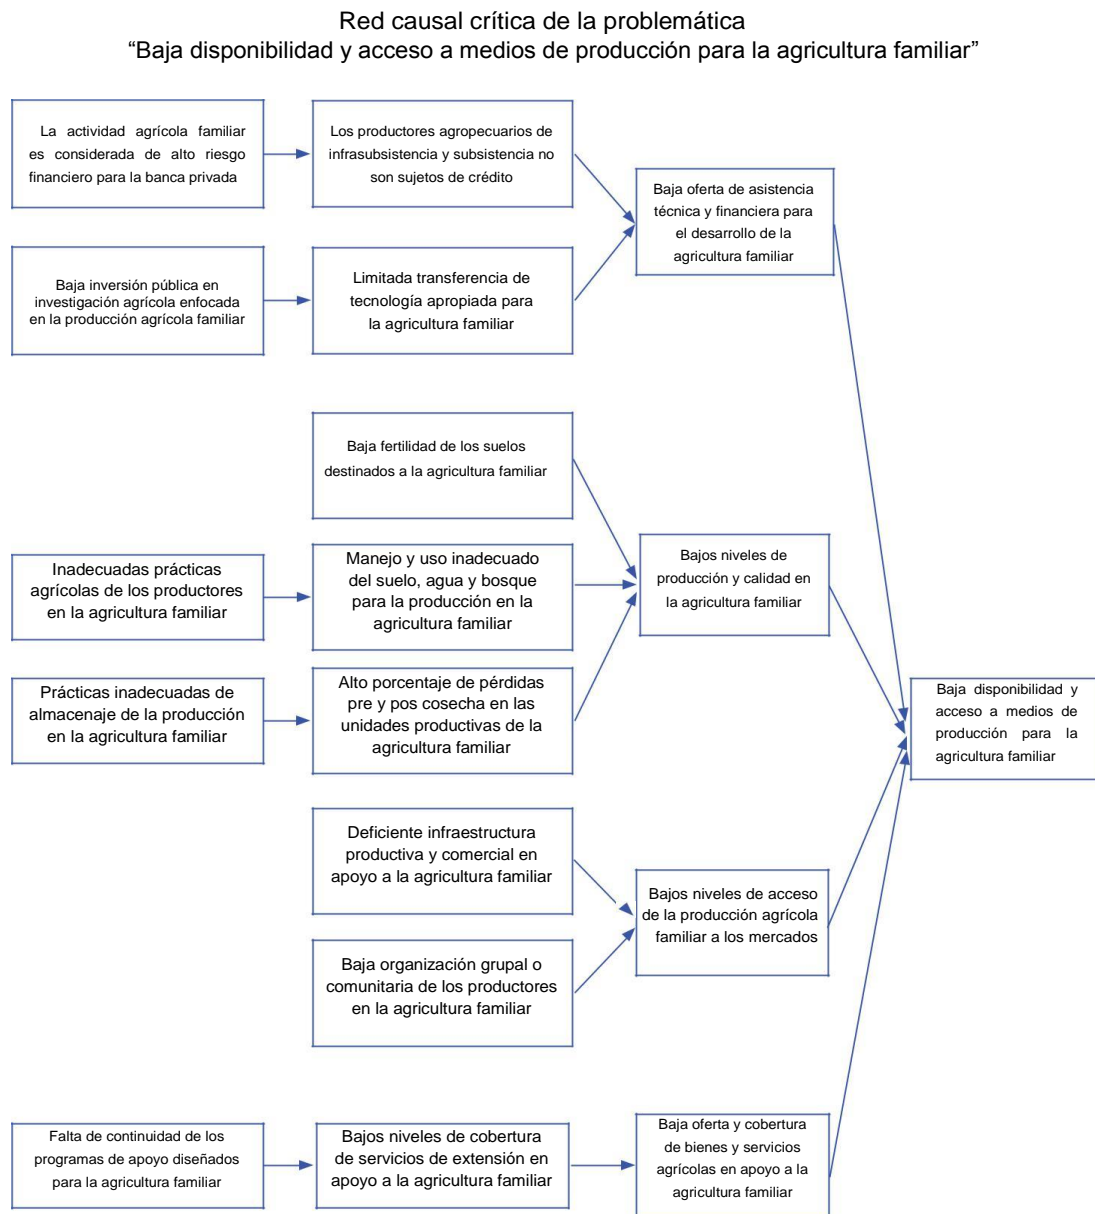 Red causal crítica de la problemática
“Baja disponibilidad y acceso a medios de producción para la agricultura familiar”
La actividad agrícola familiar
es considerada de alto riesgo
financiero para la banca privada
Los productores agropecuarios de
infrasubsistencia y subsistencia no
son sujetos de crédito
Baja oferta de asistencia
técnica y financiera para
el desarrollo de la
agricultura familiar
Baja inversión pública en
investigación agrícola enfocada
en la producción agrícola familiar
Limitada transferencia de
tecnología apropiada para
la agricultura familiar
Baja fertilidad de los suelos
destinados a la agricultura familiar
Inadecuadas prácticas
agrícolas de los productores
en la agricultura familiar
Manejo y uso inadecuado
del suelo, agua y bosque
para la producción en la
agricultura familiar
Bajos niveles de
producción y calidad en
la agricultura familiar
Prácticas inadecuadas de
almacenaje de la producción
en la agricultura familiar
Alto porcentaje de pérdidas
pre y pos cosecha en las
unidades productivas de la
agricultura familiar
Baja disponibilidad y
acceso a medios de
producción para la
agricultura familiar
Deficiente infraestructura
productiva y comercial en
apoyo a la agricultura familiar
Bajos niveles de acceso
de la producción agrícola
familiar a los mercados
Baja organización grupal o
comunitaria de los productores
en la agricultura familiar
Falta de continuidad de los
programas de apoyo diseñados
para la agricultura familiar
Bajos niveles de cobertura
de servicios de extensión en
apoyo a la agricultura familiar
Baja oferta y cobertura
de bienes y servicios
agrícolas en apoyo a la
agricultura familiar